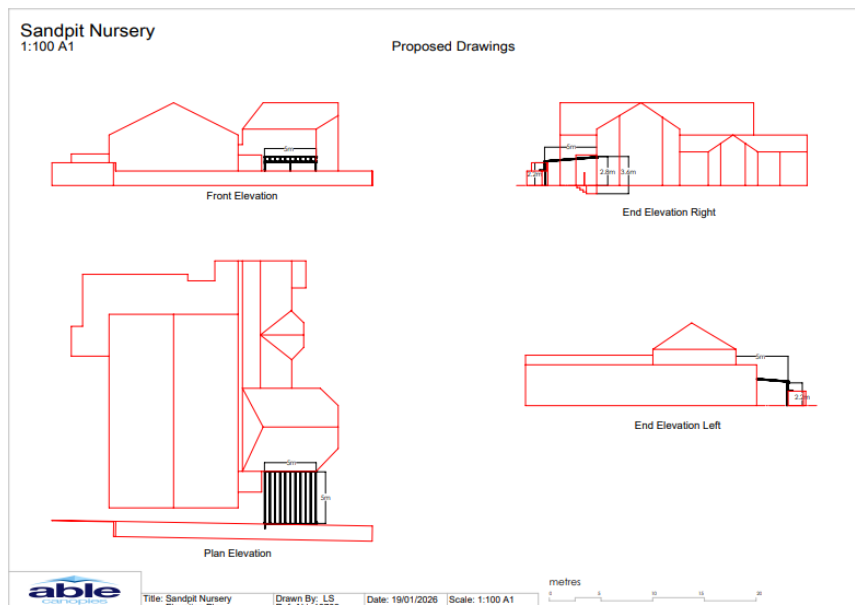 Sandpit Nursery
1:100 A1
Proposed Drawings
5m
Front Elevation
5m
2.2m
2.8m
3.6m
End Elevation Right
5m
5m
Plan Elevation
5m
2.2m
End Elevation Left
able
canopies
Title: Sandpit Nursery
Drawn By: LS
Date: 19/01/2026
Scale: 1:100 A1
metres
0 5 10 15 20